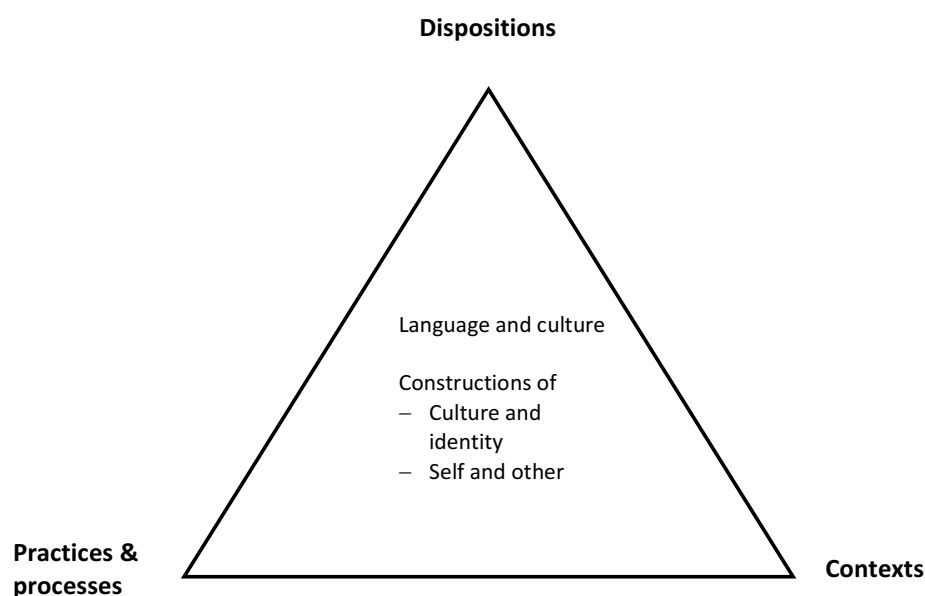 Dispositions
Language and culture
Constructions of
– Culture and
identity
– Self and other
Practices &
processes
Contexts